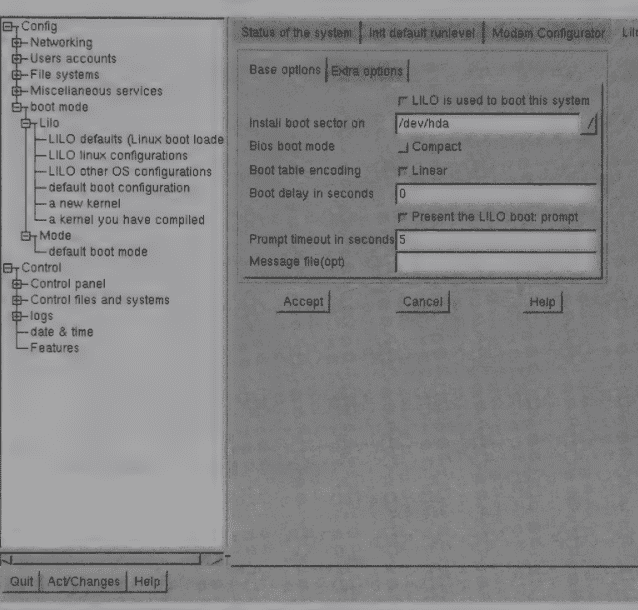 Config
Networking
Users accounts
File systems
Miscellaneous services
boot mode
Lilo
LILO defaults (Linux boot loade
LILO linux configurations
LILO other OS configurations
default boot configuration
a new kernel
a kernel you have compiled
Mode
default boot mode
Control
Control panel
Control files and systems
logs
date & time
Features
Quit Act/Changes Help
Status of the system Init default runlevel Modem Configurator Lilo
Base options Extra options
LILO is used to boot this system
Install boot sector on /dev/hda
Bios boot mode Compact
Boot table encoding Linear
Boot delay in seconds 0
Present the LILO boot: prompt
Prompt timeout in seconds 5
Message file(opt)
Accept Cancel Help